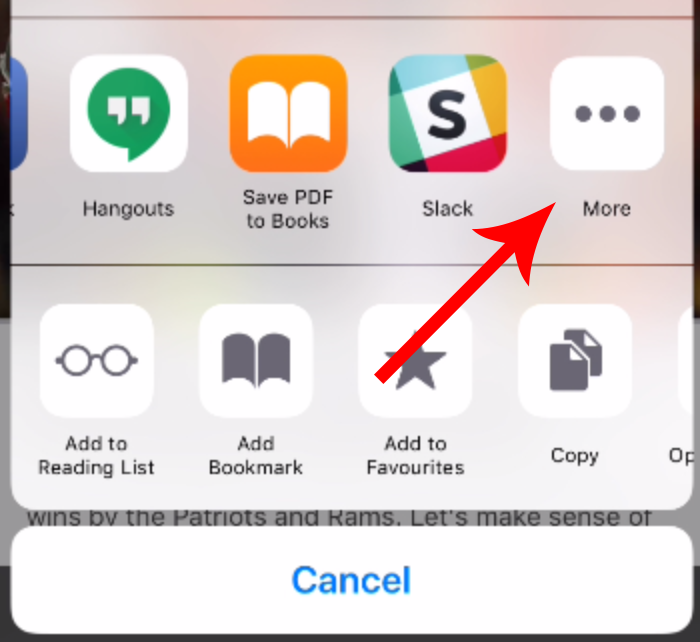 S
Hangouts
Save PDF
to Books
Slack
More
Add to
Reading List
Add
Bookmark
Add to
Favourites
Copy
wins by the Patriots and Rams. Let's make sense of
Cancel